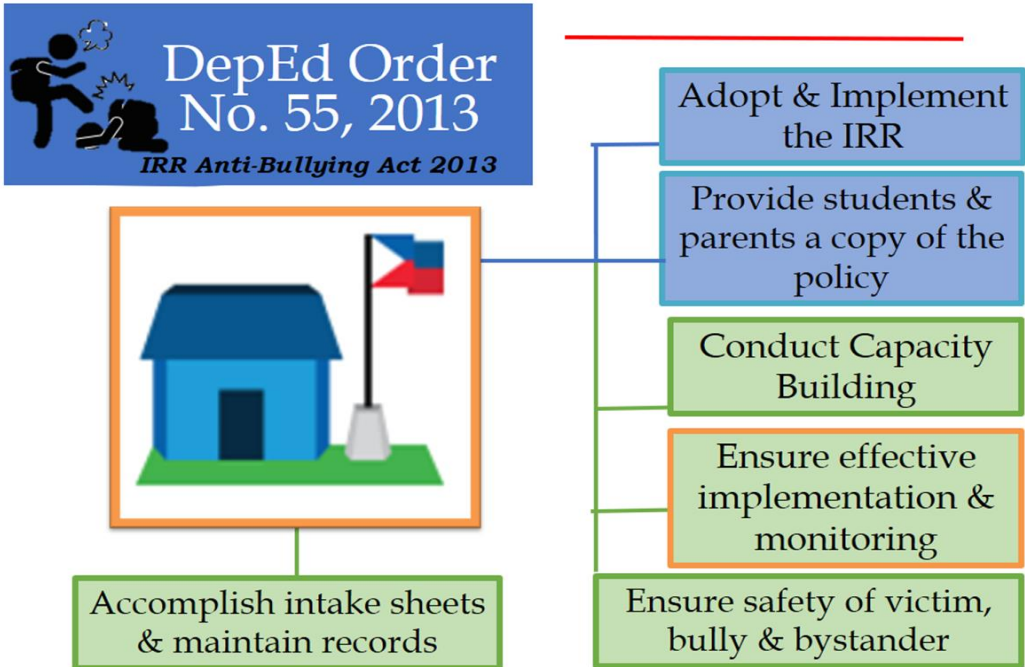 DepEd Order
No. 55, 2013
IRR Anti-Bullying Act 2013
Adopt & Implement
the IRR
Provide students &
parents a copy of the
policy
Conduct Capacity
Building
Ensure effective
implementation &
monitoring
Ensure safety of victim,
bully & bystander
Accomplish intake sheets
& maintain records